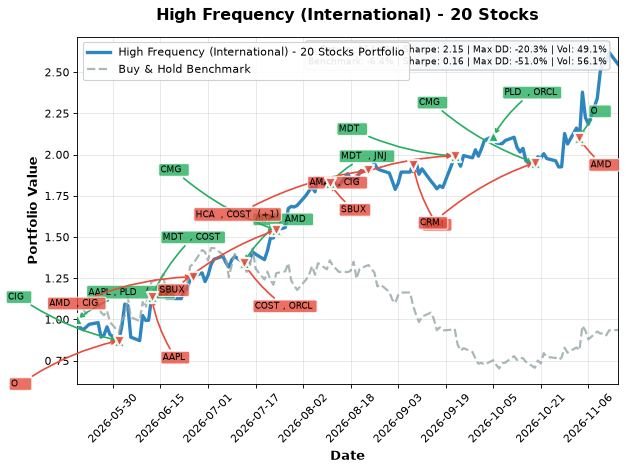 High Frequency (International) - 20 Stocks
High Frequency (International) - 20 Stocks Portfolio
Buy & Hold Benchmark
harpe: 2.15 | Max DD: -20.3% | Vol: 49.1%
Benchmark: -6.4% | Sharpe: 0.16 | Max DD: -51.0% | Vol: 56.1%
Portfolio Value
2.50
2.25
2.00
1.75
1.50
1.25
1.00
0.75
PLD , ORCL
CMG
O
MDT
MDT , JNJ
AMD
CMG
CIG
SBUX
HCA , COST (+1)
AMD
CRM
MDT , COST
CIG
AAPL, PLD
SBUX
AMD , CIG
COST , ORCL
AAPL
O
2026-05-30
2026-06-15
2026-07-01
2026-07-17
2026-08-02
2026-08-18
2026-09-03
2026-09-19
2026-10-05
2026-10-21
2026-11-06
Date